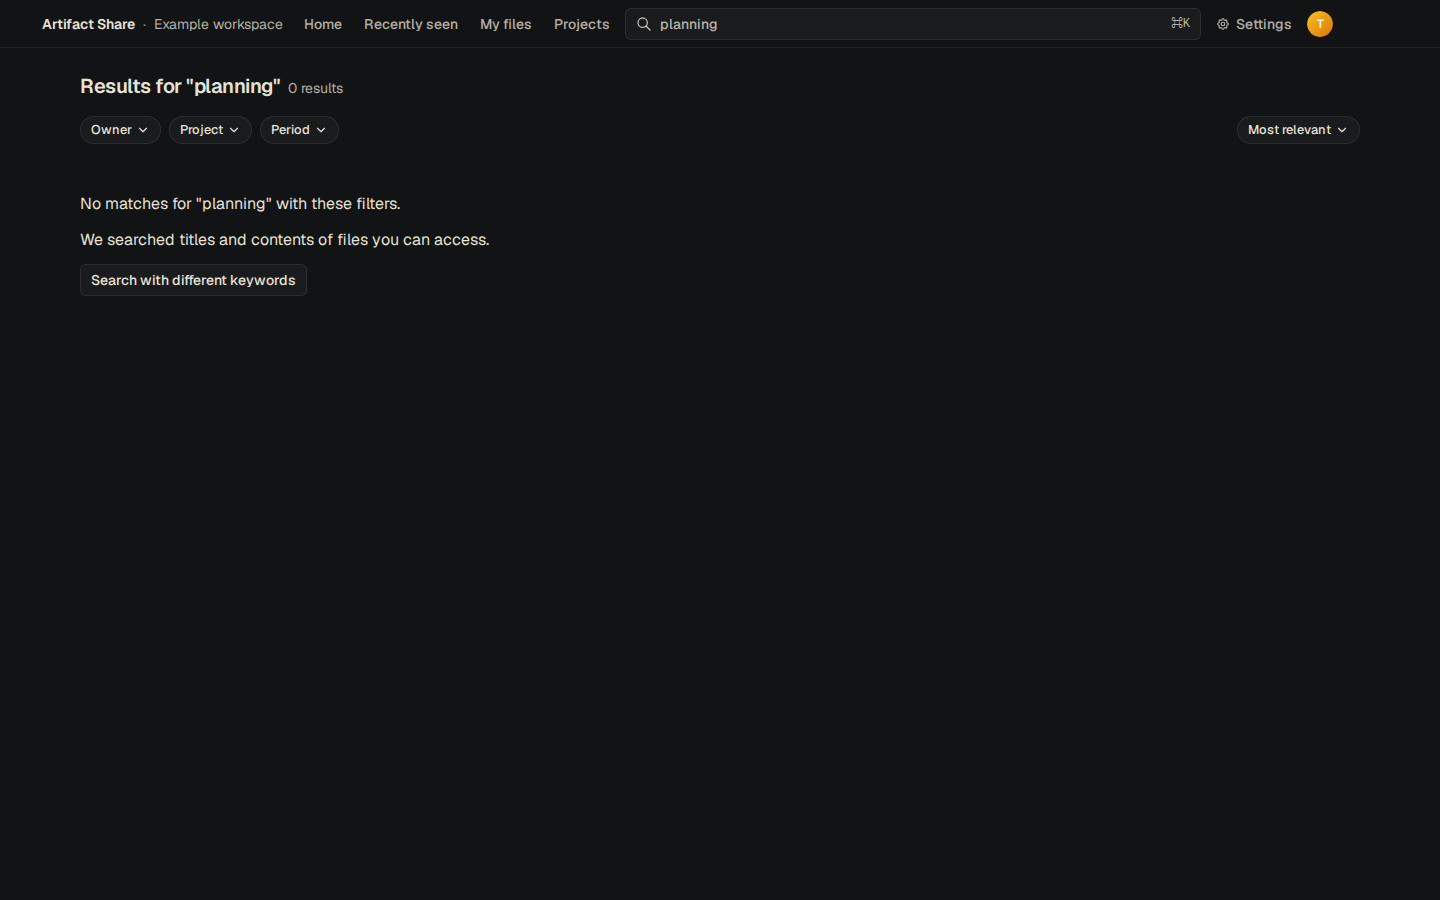 Artifact Share · Example workspace Home Recently seen My files Projects planning ⌘K Settings T
Results for "planning" 0 results
Owner Project Period Most relevant
No matches for "planning" with these filters.
We searched titles and contents of files you can access.
Search with different keywords